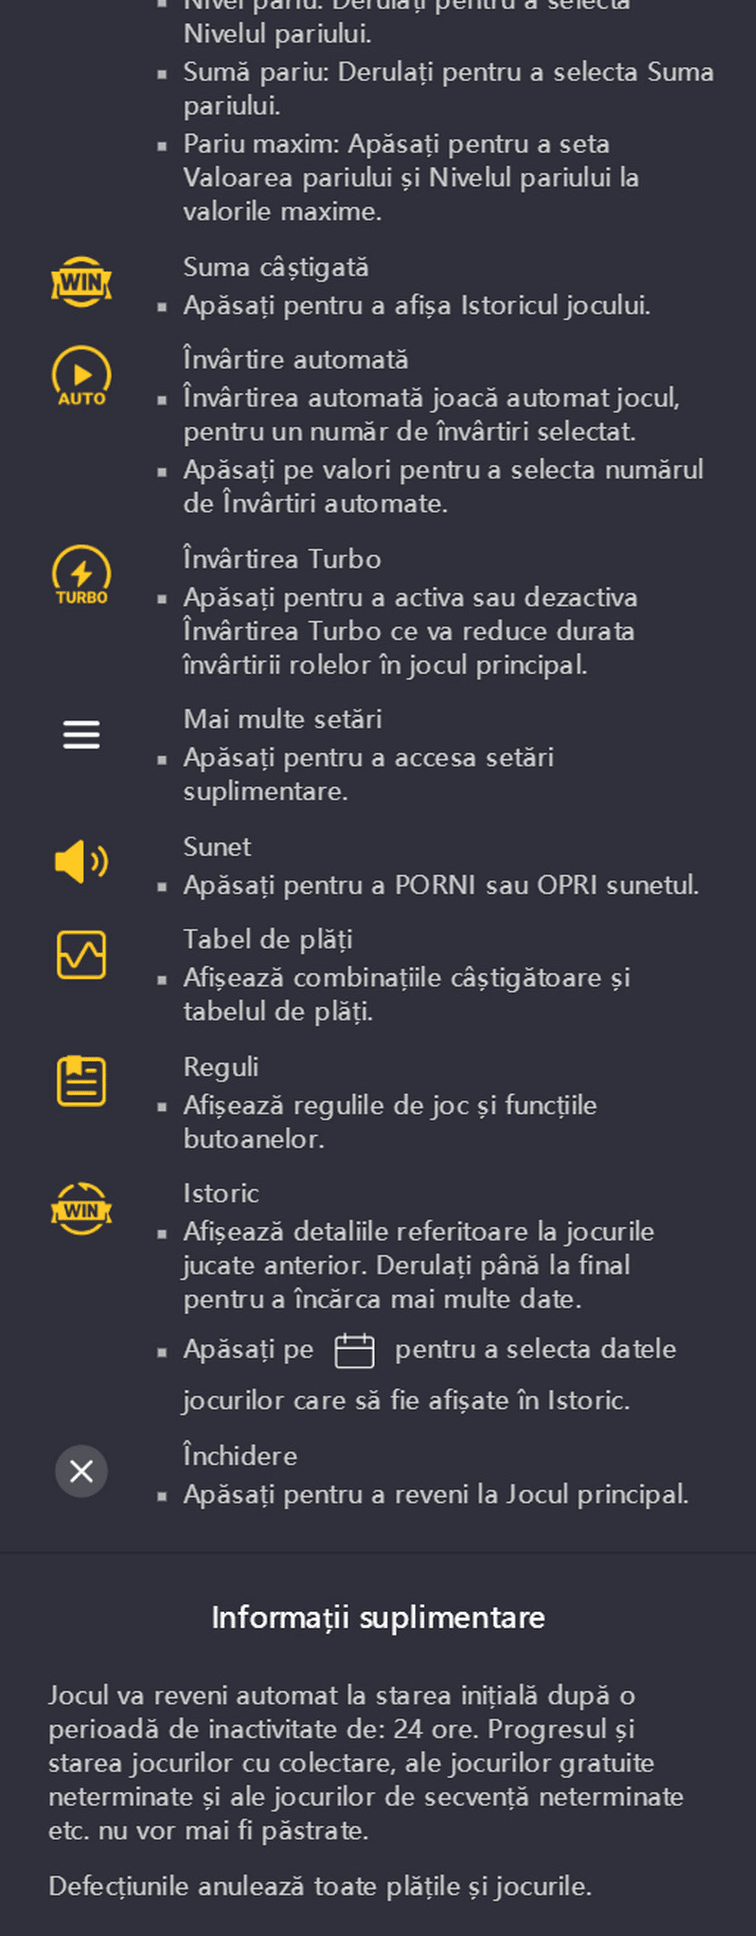 Nivel pariu: Derulați pentru a selecta
Nivelul pariului.
Sumă pariu: Derulați pentru a selecta Suma
pariului.
Pariu maxim: Apăsați pentru a seta
Valoarea pariului și Nivelul pariului la
valorile maxime.
WIN
Suma câștigată
Apăsați pentru a afișa Istoricul jocului.
AUTO
Învârtire automată
Învârtirea automată joacă automat jocul,
pentru un număr de învârtiri selectat.
Apăsați pe valori pentru a selecta numărul
de Învârtiri automate.
TURBO
Învârtirea Turbo
Apăsați pentru a activa sau dezactiva
Învârtirea Turbo ce va reduce durata
învârtirii rolelor în jocul principal.
Mai multe setări
Apăsați pentru a accesa setări
suplimentare.
Sunet
Apăsați pentru a PORNI sau OPRI sunetul.
Tabel de plăți
Afișează combinațiile câștigătoare și
tabelul de plăți.
Reguli
Afișează regulile de joc și funcțiile
butoanelor.
WIN
Istoric
Afișează detaliile referitoare la jocurile
jucate anterior. Derulați până la final
pentru a încărca mai multe date.
Apăsați pe pentru a selecta datele
jocurilor care să fie afișate în Istoric.
Închidere
Apăsați pentru a reveni la Jocul principal.
Informații suplimentare
Jocul va reveni automat la starea inițială după o
perioadă de inactivitate de: 24 ore. Progresul și
starea jocurilor cu colectare, ale jocurilor gratuite
neterminate și ale jocurilor de secvență neterminate
etc. nu vor mai fi păstrate.
Defecțiunile anulează toate plățile și jocurile.